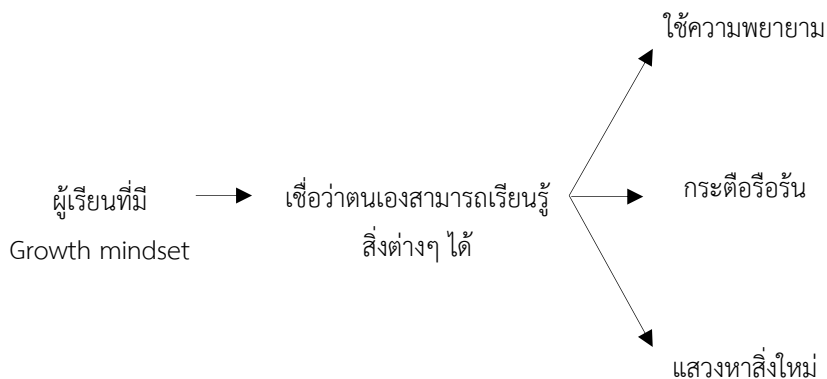 ใช้ความพยายาม
ผู้เรียนที่มี
Growth mindset
เชื่อว่าตนเองสามารถเรียนรู้
สิ่งต่างๆ ได้
กระตือรือร้น
แสวงหาสิ่งใหม่